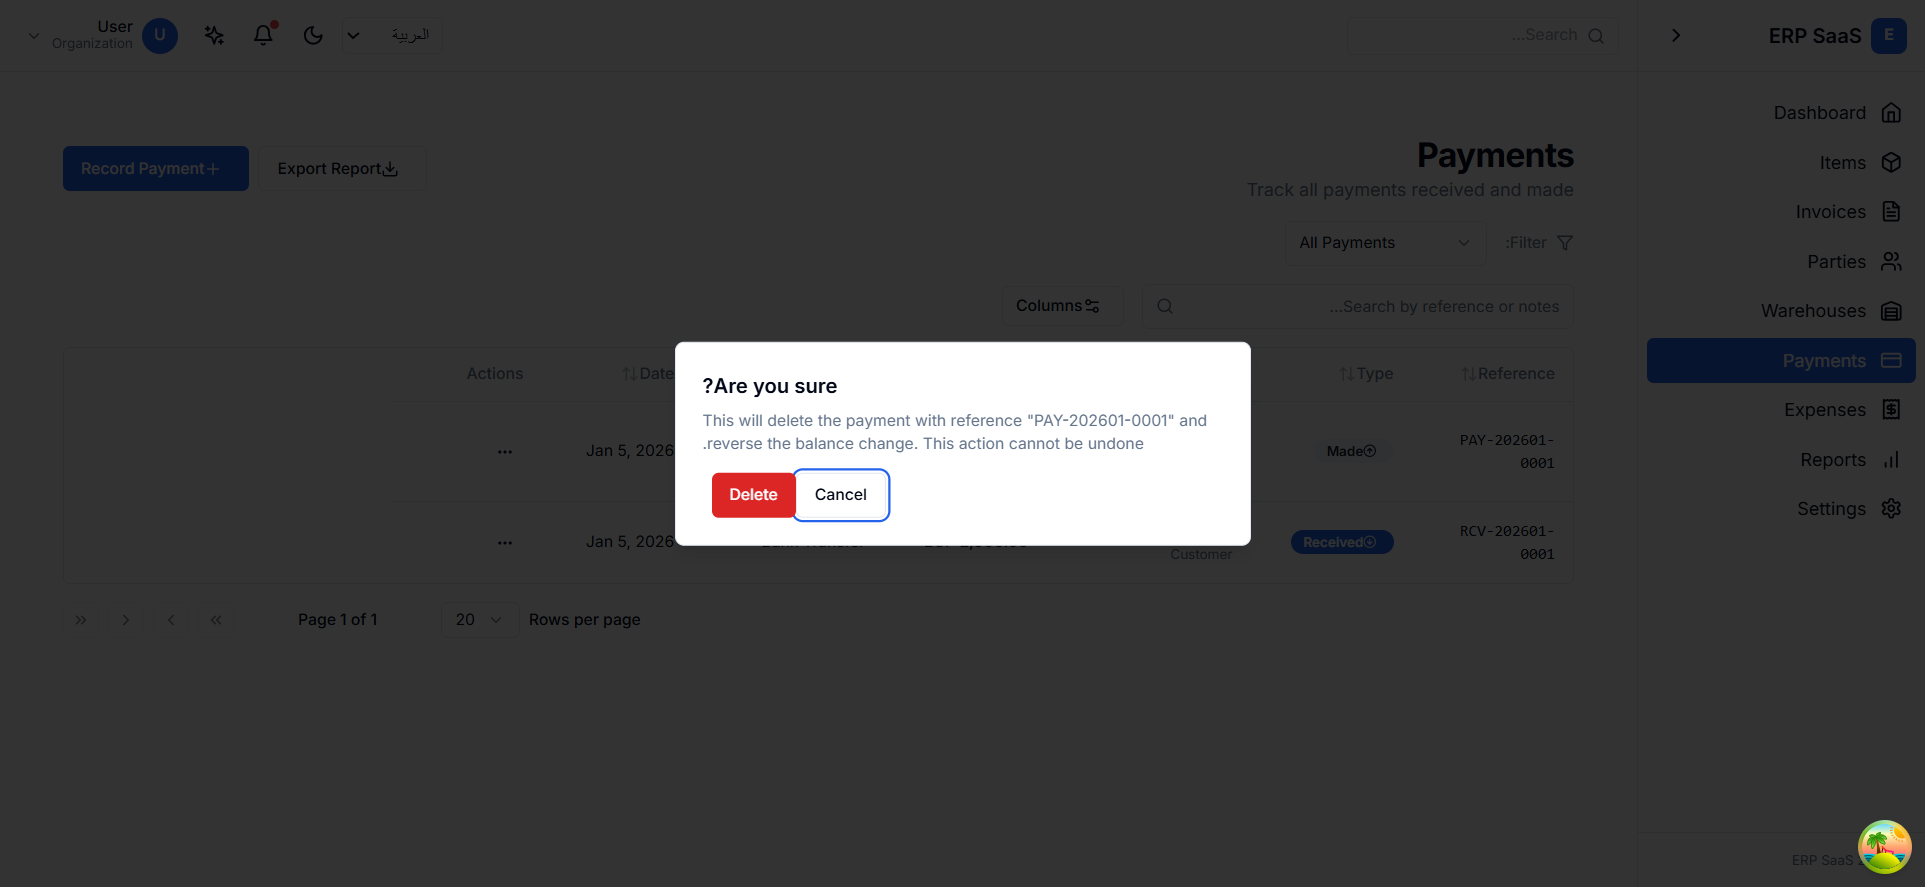 User
Organization
U
العربية
Search...
ERP SaaS
E
Dashboard
Items
Invoices
Parties
Warehouses
Payments
Expenses
Reports
Settings
Payments
Track all payments received and made
Record Payment
Export Report
All Payments
:Filter
Columns
...Search by reference or notes
Actions
Date
Type
Reference
Jan 5, 2026
Made
PAY-202601-
0001
Jan 5, 2026
Customer
Received
RCV-202601-
0001
?Are you sure
This will delete the payment with reference "PAY-202601-0001" and
.reverse the balance change. This action cannot be undone
Delete
Cancel
Page 1 of 1
20
Rows per page
ERP SaaS